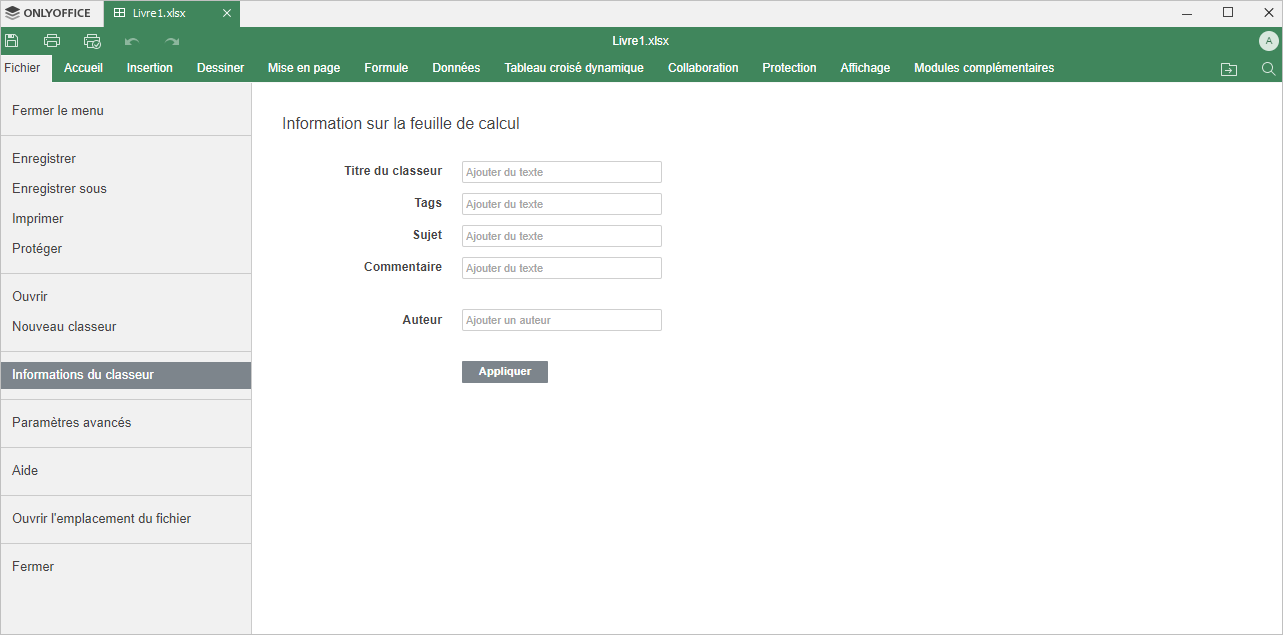 ONLYOFFICE
Livre1.xlsx
Livre1.xlsx
A
Fichier Accueil Insertion Dessiner Mise en page Formule Données Tableau croisé dynamique Collaboration Protection Affichage Modules complémentaires
Fermer le menu
Enregistrer
Enregistrer sous
Imprimer
Protéger
Ouvrir
Nouveau classeur
Informations du classeur
Paramètres avancés
Aide
Ouvrir l'emplacement du fichier
Fermer
Information sur la feuille de calcul
Titre du classeur Ajouter du texte
Tags Ajouter du texte
Sujet Ajouter du texte
Commentaire Ajouter du texte
Auteur Ajouter un auteur
Appliquer